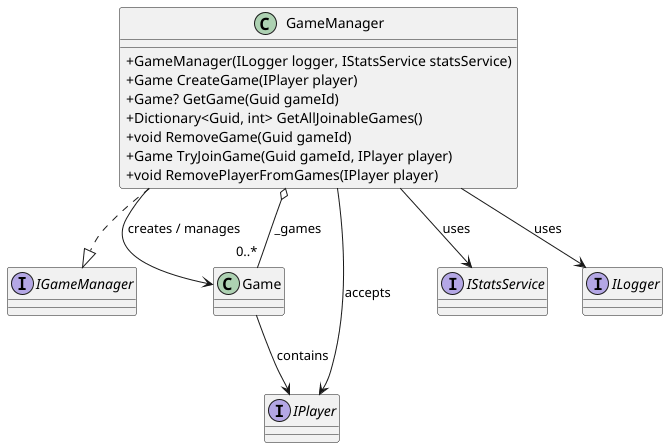 C GameManager
+GameManager(ILogger logger, IStatsService statsService)
+Game CreateGame(IPlayer player)
+Game? GetGame(Guid gameId)
+Dictionary<Guid, int> GetAllJoinableGames()
+void RemoveGame(Guid gameId)
+Game TryJoinGame(Guid gameId, IPlayer player)
+void RemovePlayerFromGames(IPlayer player)
creates / manages
_games
uses
uses
0..*
I IGameManager
C Game
I IStatsService
I ILogger
accepts
contains
I IPlayer